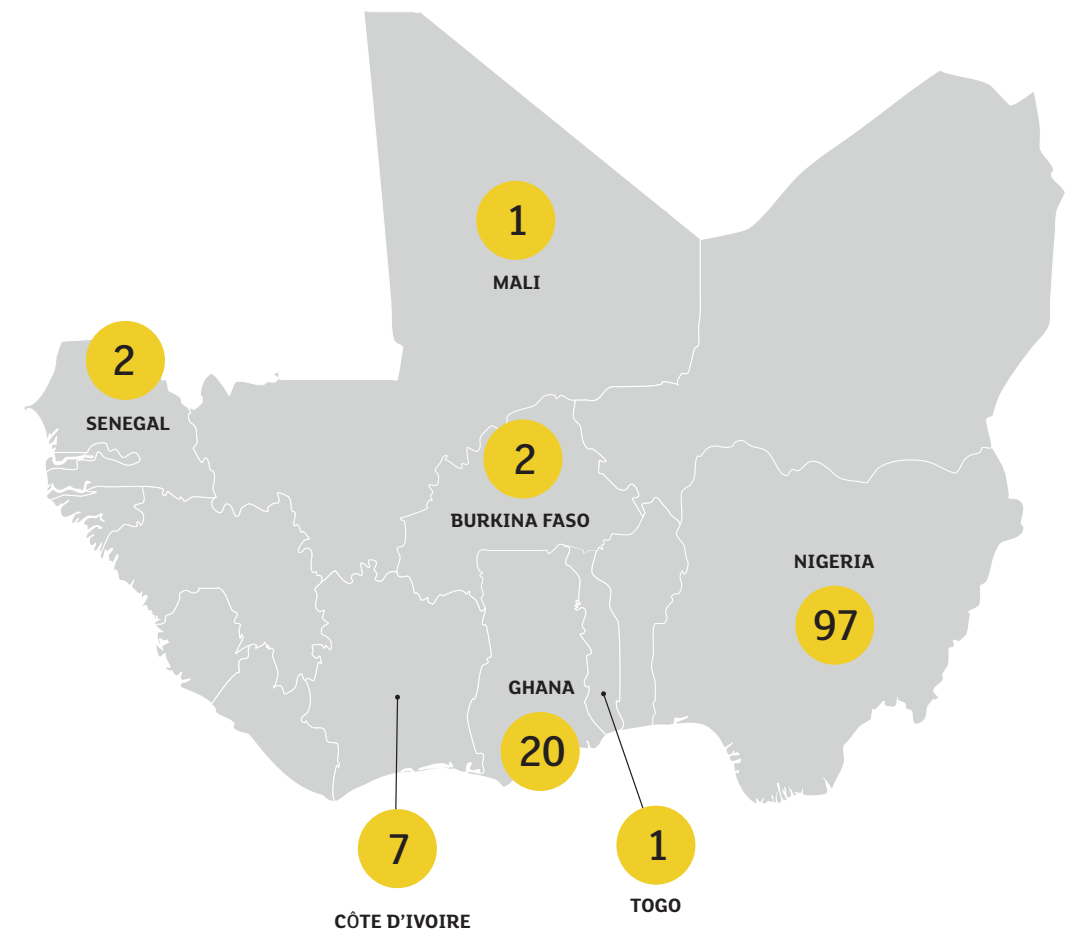 1
MALI
2
SENEGAL
2
BURKINA FASO
NIGERIA
97
GHANA
20
7
CÔTE D’IVOIRE
1
TOGO